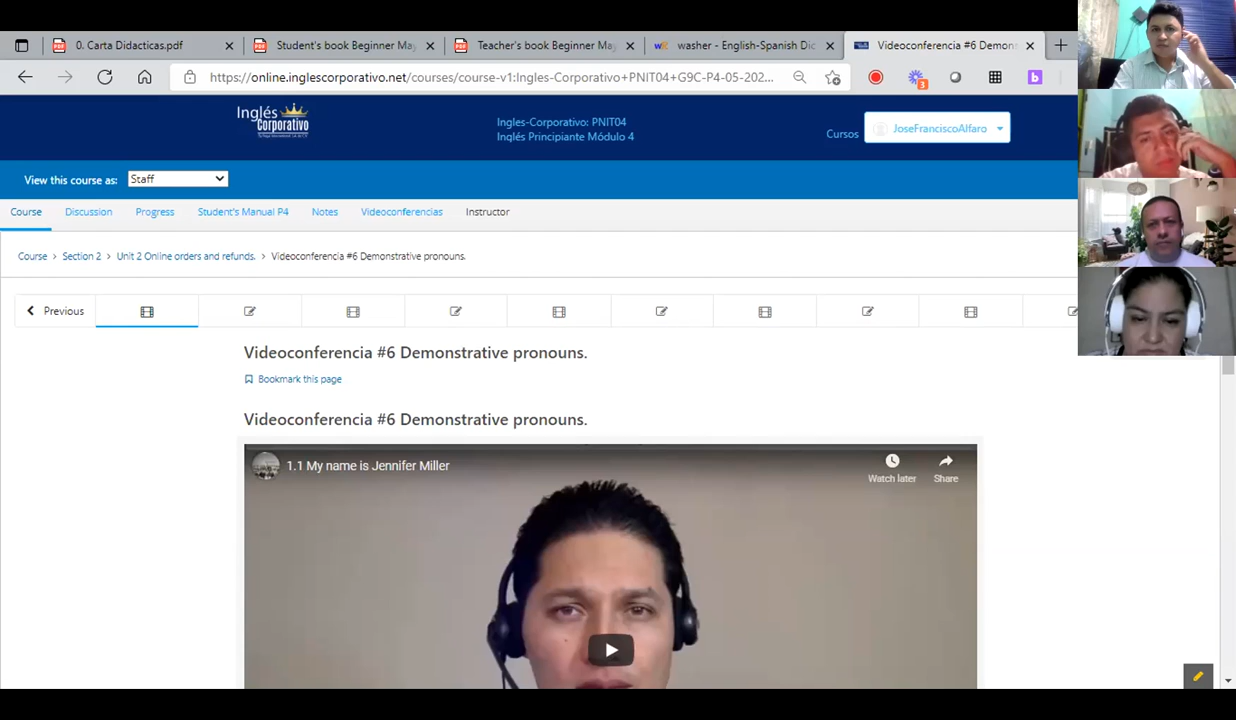 0. Carta Didacticas.pdf
Student's book Beginner May
Teacher's book Beginner May
washer - English-Spanish Dic
Videoconferencia #6 Demons
https://online.inglescorporativo.net/courses/course-v1:Ingles-Corporativo+PNIT04+G9C-P4-05-202...
3
b
Inglés
Corporativo
Ingles-Corporativo: PNIT04
Inglés Principiante Módulo 4
Cursos
JoseFranciscoAlfaro
View this course as:
Staff
Course
Discussion
Progress
Student's Manual P4
Notes
Videoconferencias
Instructor
Course > Section 2 > Unit 2 Online orders and refunds. > Videoconferencia #6 Demonstrative pronouns.
Previous
Videoconferencia #6 Demonstrative pronouns.
Bookmark this page
Videoconferencia #6 Demonstrative pronouns.
1.1 My name is Jennifer Miller
Watch later
Share